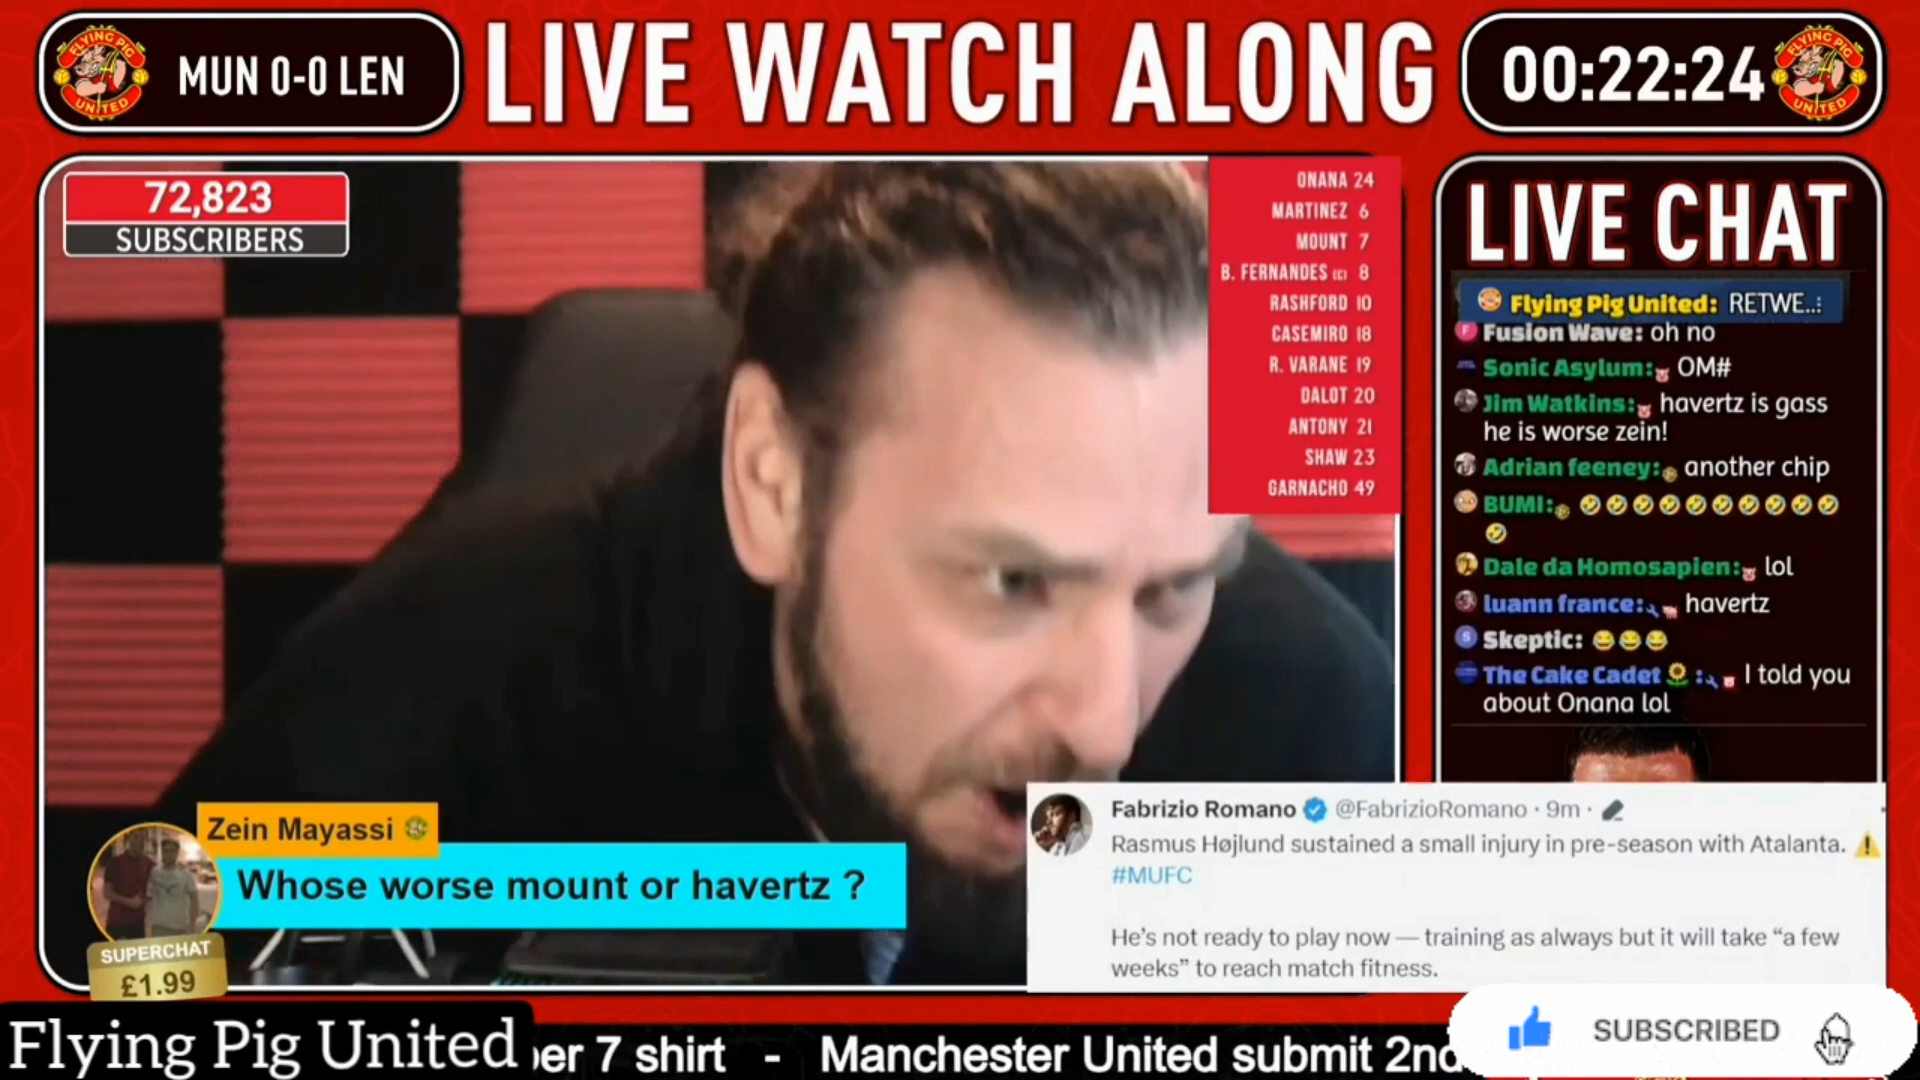 FLYING PIG
UNITED
MUN 0-0 LEN
LIVE WATCH ALONG
00:22:24
FLYING PIG
UNITED
72,823
SUBSCRIBERS
ONANA 24
MARTINEZ 6
MOUNT 7
B. FERNANDES (C) 8
RASHFORD 10
CASEMIRO 18
R. VARANE 19
DALOT 20
ANTONY 21
SHAW 23
GARNACHO 49
LIVE CHAT
Flying Pig United: RETWE..:
Fusion Wave: oh no
Sonic Asylum: OM#
Jim Watkins: havertz is gass
he is worse zein!
Adrian feeney: another chip
BUMI: 🤣🤣🤣🤣🤣🤣🤣🤣🤣🤣
🤣
Dale da Homosapien: lol
luann france: havertz
Skeptic: 😂😂😂
The Cake Cadet 🌻: I told you
about Onana lol
Zein Mayassi
Whose worse mount or havertz ?
SUPERCHAT
£1.99
Fabrizio Romano @FabrizioRomano · 9m ·
Rasmus Højlund sustained a small injury in pre-season with Atalanta. ⚠️
#MUFC
He’s not ready to play now — training as always but it will take “a few
weeks” to reach match fitness.
Flying Pig United
er 7 shirt - Manchester United submit 2nd
SUBSCRIBED